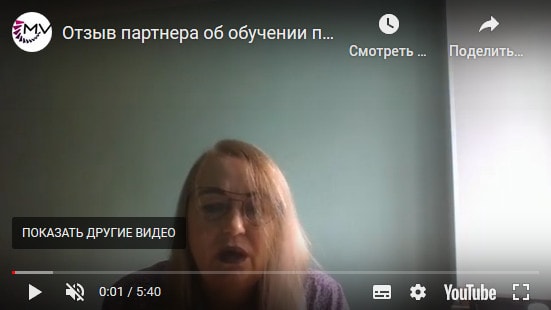 MV
Отзыв партнера об обучении п...
Смотреть ...
Поделить...
ПОКАЗАТЬ ДРУГИЕ ВИДЕО
0:01 / 5:40
YouTube